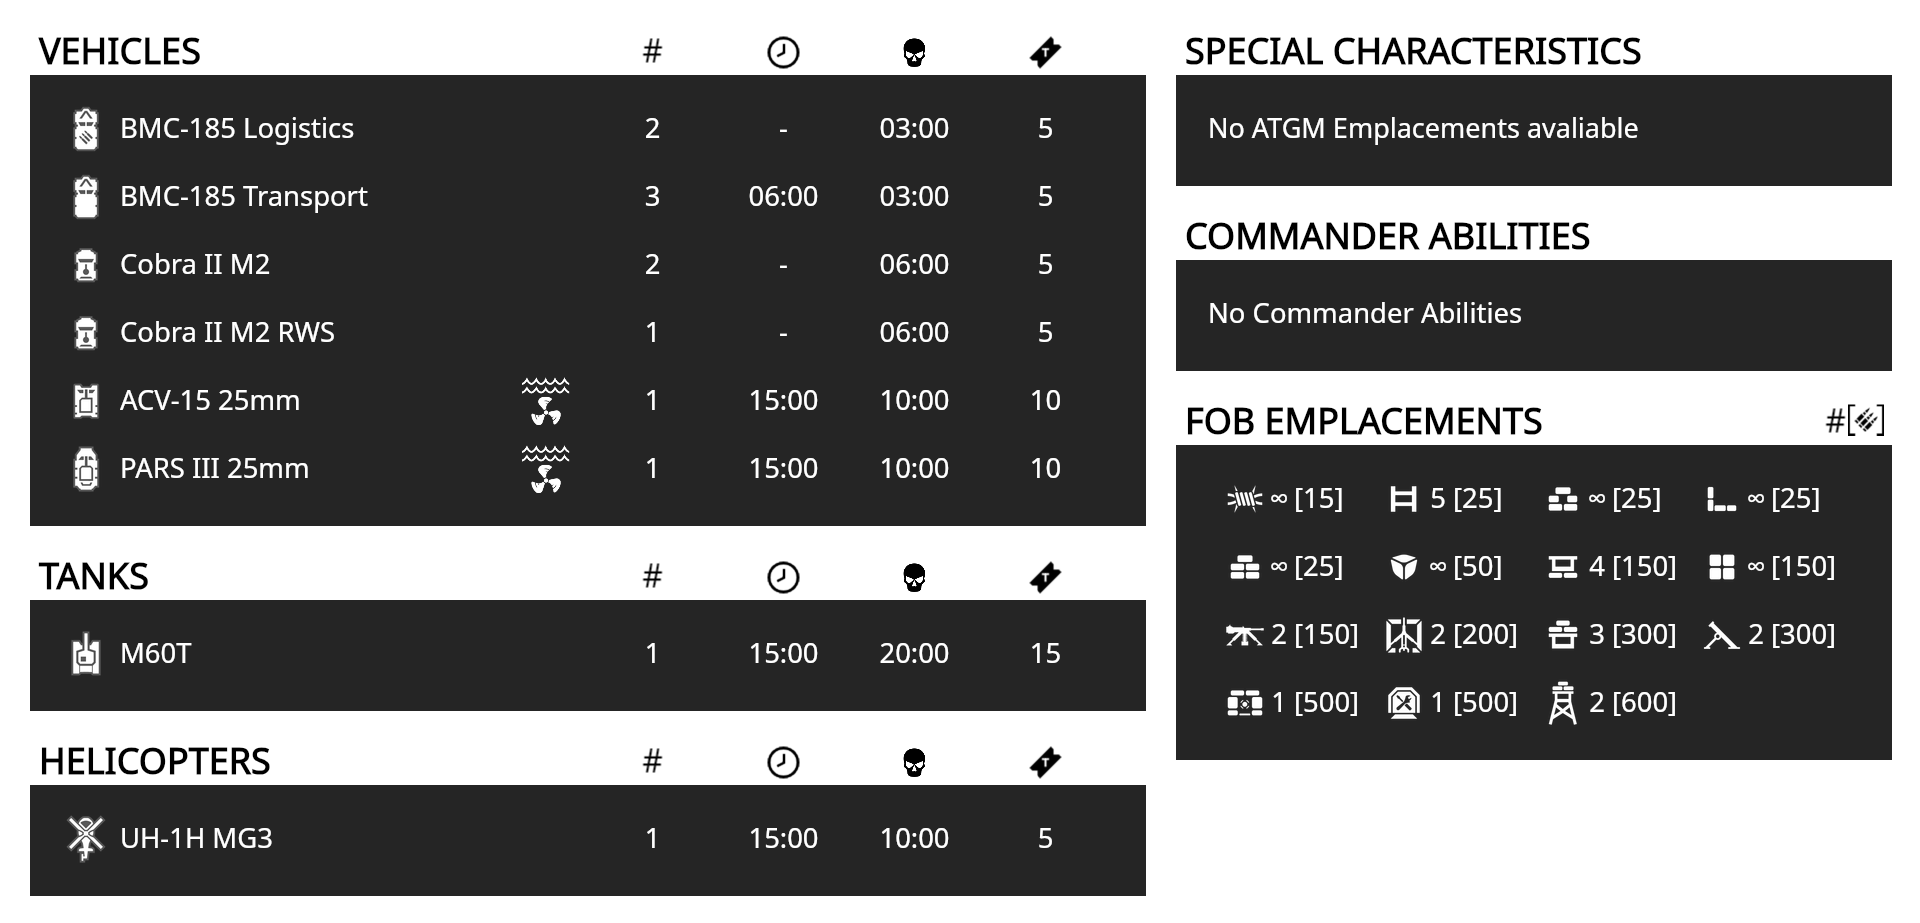 VEHICLES #
BMC-185 Logistics 2 - 03:00 5
BMC-185 Transport 3 06:00 03:00 5
Cobra II M2 2 - 06:00 5
Cobra II M2 RWS 1 - 06:00 5
ACV-15 25mm 1 15:00 10:00 10
PARS III 25mm 1 15:00 10:00 10
TANKS #
M60T 1 15:00 20:00 15
HELICOPTERS #
UH-1H MG3 1 15:00 10:00 5
SPECIAL CHARACTERISTICS
No ATGM Emplacements avaliable
COMMANDER ABILITIES
No Commander Abilities
FOB EMPLACEMENTS #[]
∞ [15] 5 [25] ∞ [25] ∞ [25]
∞ [25] ∞ [50] 4 [150] ∞ [150]
2 [150] 2 [200] 3 [300] 2 [300]
1 [500] 1 [500] 2 [600]